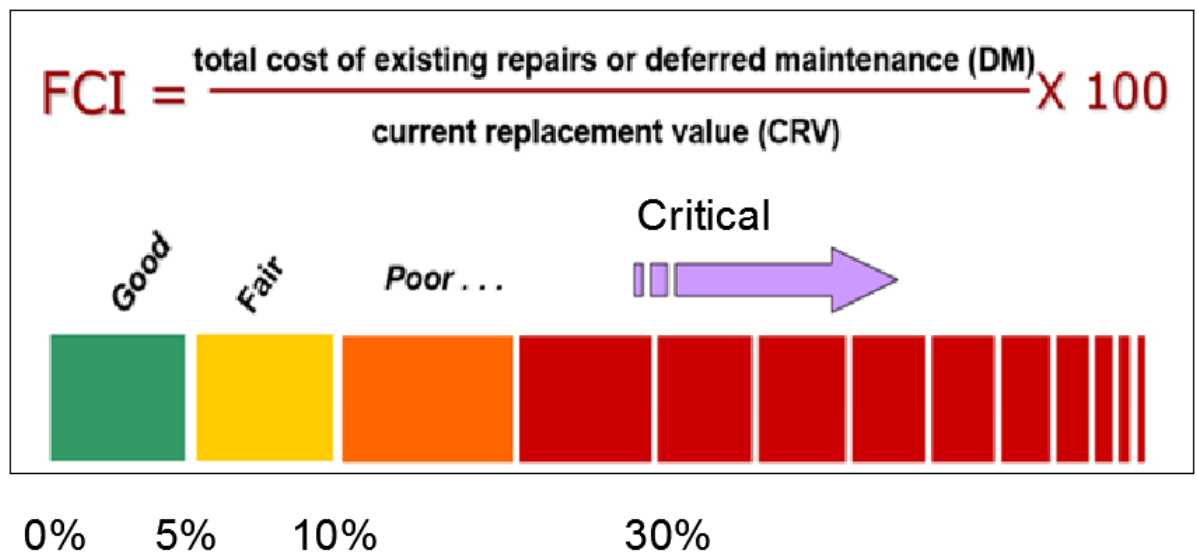 total cost of existing repairs or deferred maintenance (DM)
FCI = X 100
current replacement value (CRV)
Critical
Good Fair Poor . . .
0% 5% 10% 30%